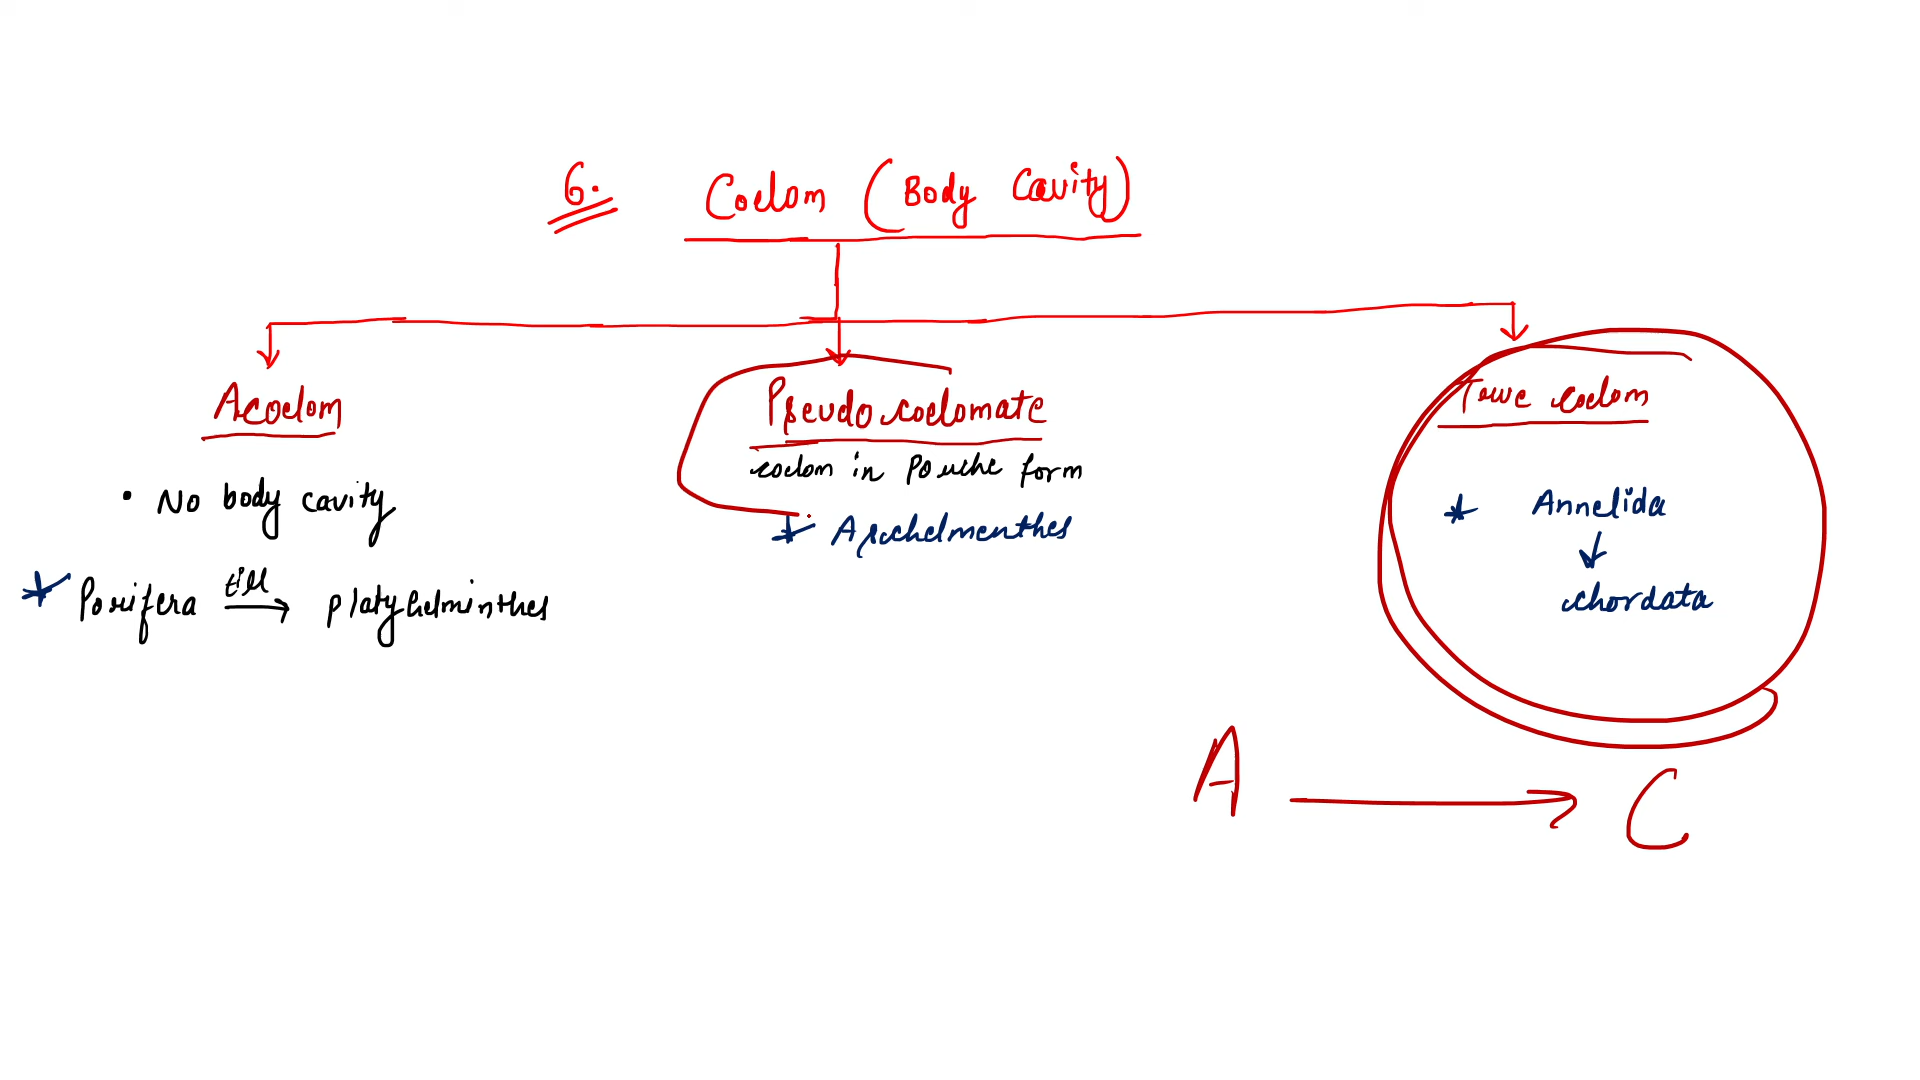 6. Coelom (Body Cavity)
Acoelom
• No body cavity
Porifera till → platyhelminthes
Pseudocoelomate
coelom in Pouche form
Aschelmenthes
True coelom
Annelida
↓
chordata
A → C